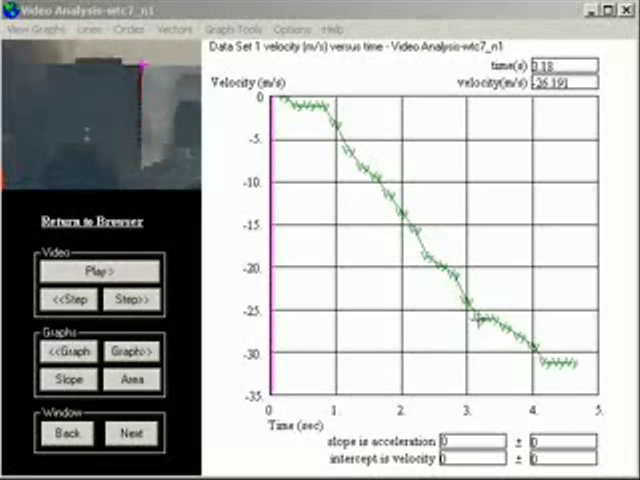 Video Analysis-wtc7_n1
View Graphs Lines Circles Vectors Graph-Tools Options Help
Data Set 1 velocity (m/s) versus time - Video Analysis-wtc7_n1
time(s) 3.18
Velocity (m/s) velocity(m/s) -26.191
0
-5.
-10.
-15.
-20.
-25.
-30.
-35.
0 1 2. 3. 4. 5.
Time (sec)
slope is acceleration 0 ± 0
intercept is velocity 0 ± 0
Return to Browser
Video
Play>
<<Step Step>>
Graphs
<<Graph Graph>>
Slope Area
Window
Back Next